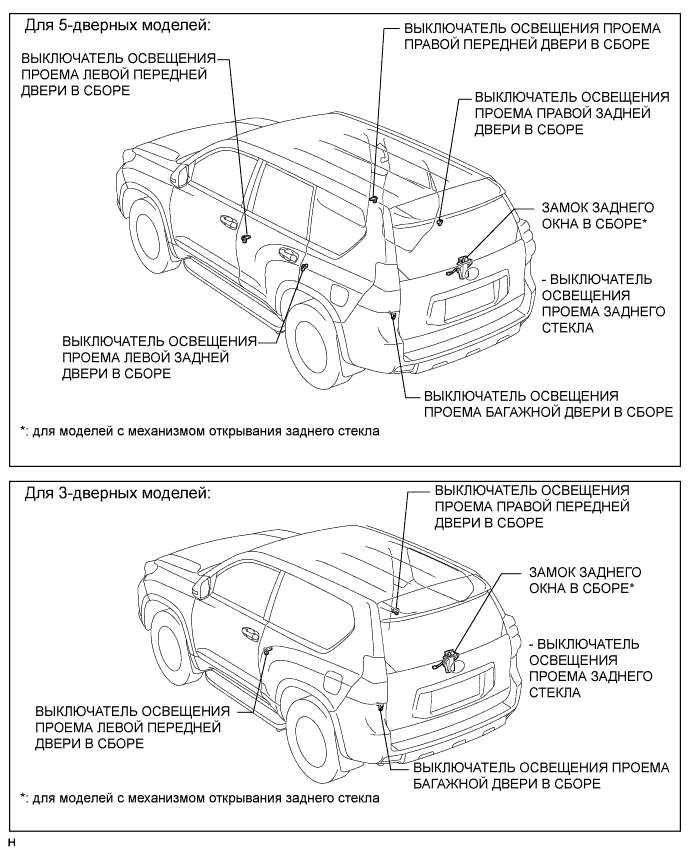 Для 5-дверных моделей:
ВЫКЛЮЧАТЕЛЬ ОСВЕЩЕНИЯ ПРОЕМА
ПРАВОЙ ПЕРЕДНЕЙ ДВЕРИ В СБОРЕ
ВЫКЛЮЧАТЕЛЬ ОСВЕЩЕНИЯ
ПРОЕМА ЛЕВОЙ ПЕРЕДНЕЙ
ДВЕРИ В СБОРЕ
ВЫКЛЮЧАТЕЛЬ ОСВЕЩЕНИЯ
ПРОЕМА ПРАВОЙ ЗАДНЕЙ
ДВЕРИ В СБОРЕ
ЗАМОК ЗАДНЕГО
ОКНА В СБОРЕ*
- ВЫКЛЮЧАТЕЛЬ
ОСВЕЩЕНИЯ
ПРОЕМА ЗАДНЕГО
СТЕКЛА
ВЫКЛЮЧАТЕЛЬ ОСВЕЩЕНИЯ
ПРОЕМА ЛЕВОЙ ЗАДНЕЙ
ДВЕРИ В СБОРЕ
ВЫКЛЮЧАТЕЛЬ ОСВЕЩЕНИЯ
ПРОЕМА БАГАЖНОЙ ДВЕРИ В СБОРЕ
*: для моделей с механизмом открывания заднего стекла
Для 3-дверных моделей:
ВЫКЛЮЧАТЕЛЬ ОСВЕЩЕНИЯ
ПРОЕМА ПРАВОЙ ПЕРЕДНЕЙ
ДВЕРИ В СБОРЕ
ЗАМОК ЗАДНЕГО
ОКНА В СБОРЕ*
- ВЫКЛЮЧАТЕЛЬ
ОСВЕЩЕНИЯ
ПРОЕМА ЗАДНЕГО
СТЕКЛА
ВЫКЛЮЧАТЕЛЬ ОСВЕЩЕНИЯ
ПРОЕМА ЛЕВОЙ ПЕРЕДНЕЙ
ДВЕРИ В СБОРЕ
ВЫКЛЮЧАТЕЛЬ ОСВЕЩЕНИЯ ПРОЕМА
БАГАЖНОЙ ДВЕРИ В СБОРЕ
*: для моделей с механизмом открывания заднего стекла
Н